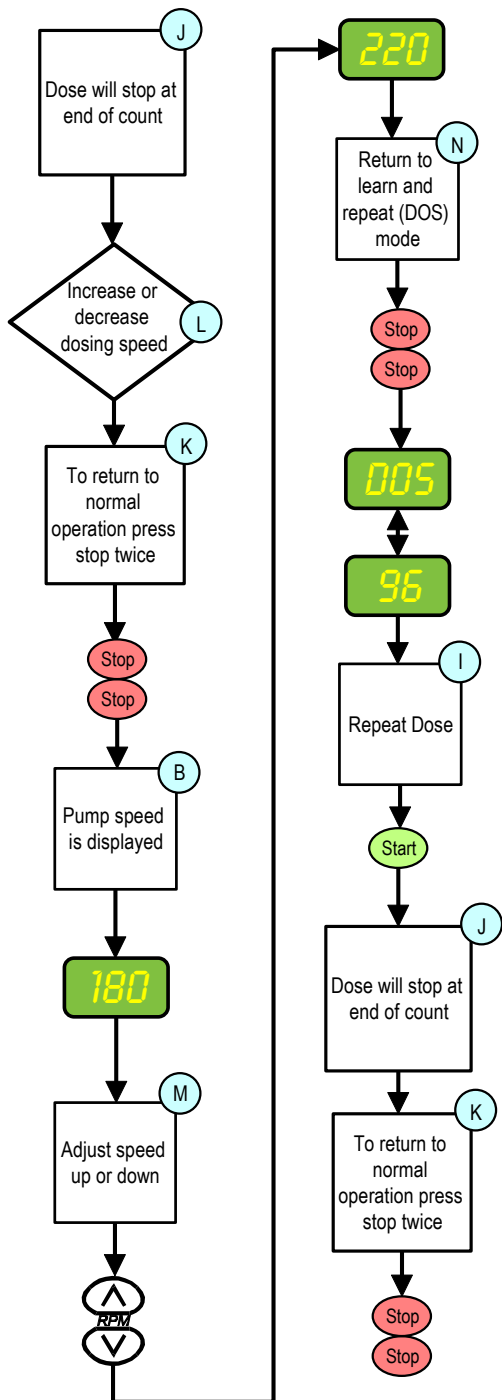 J
Dose will stop at
end of count
Increase or
decrease
dosing speed
L
K
To return to
normal
operation press
stop twice
Stop
Stop
B
Pump speed
is displayed
180
M
Adjust speed
up or down
RPM
220
N
Return to
learn and
repeat (DOS)
mode
Stop
Stop
DOS
96
I
Repeat Dose
Start
J
Dose will stop at
end of count
K
To return to
normal
operation press
stop twice
Stop
Stop